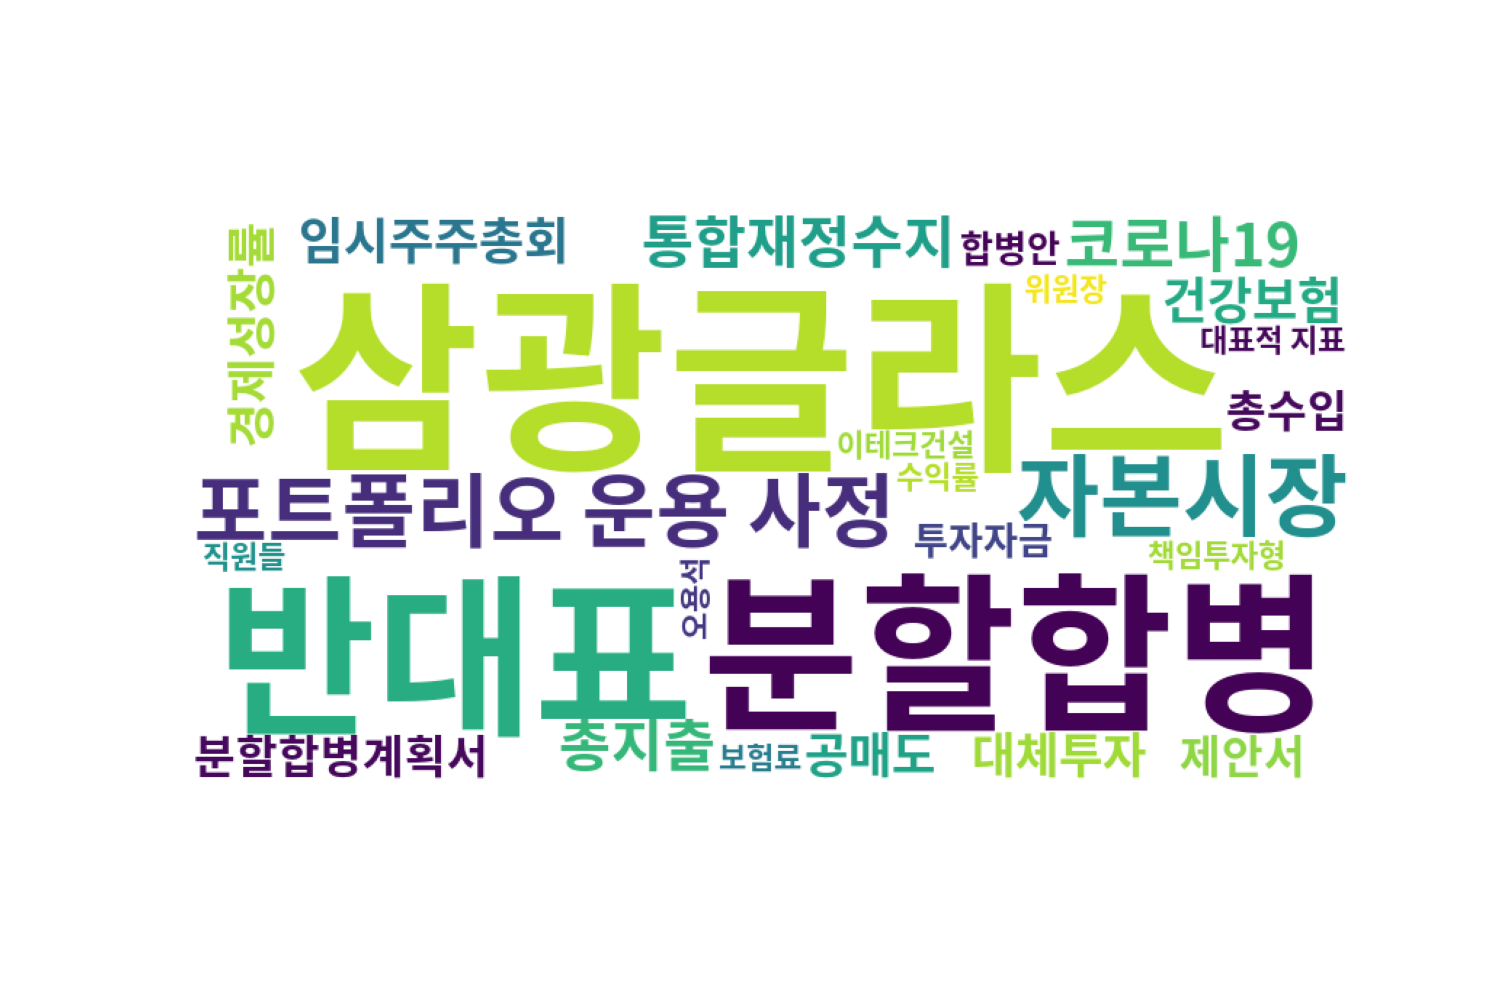 임시주주총회
통합재정수지
합병안
코로나19
경제성장률
위원장
건강보험
삼광글라스
대표적 지표
총수입
이테크건설
수익률
자본시장
포트폴리오 운용 사정
투자자금
직원들
책임투자형
오용석
반대표
분할합병
분할합병계획서
총지출
보험료
공매도
대체투자
제안서